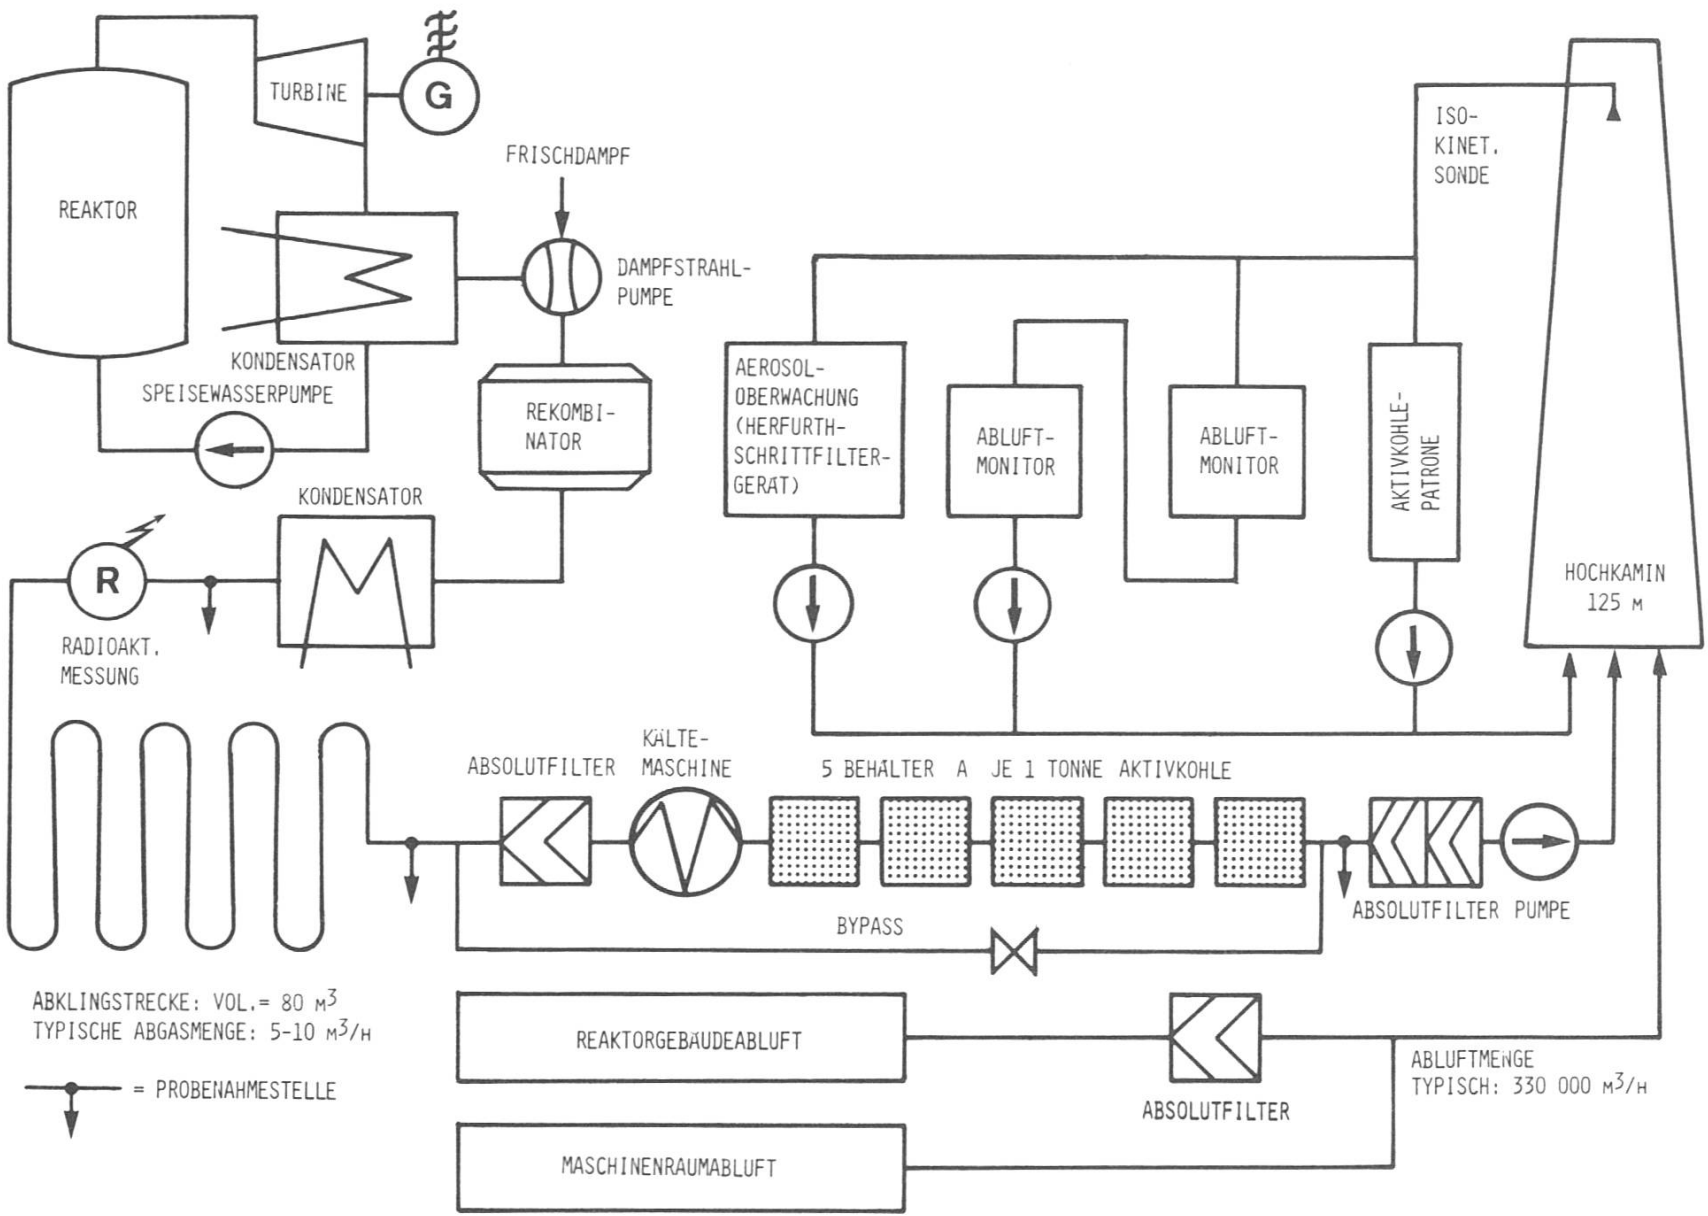 TURBINE
G
FRISCHDAMPF
REAKTOR
DAMPFSTRAHL-
PUMPE
KONDENSATOR
SPEISEWASSERPUMPE
REKOMBI-
NATOR
KONDENSATOR
R
RADIOAKT.
MESSUNG
ISO-
KINET.
SONDE
AEROSOL-
ÜBERWACHUNG
(HERFURTH-
SCHRITTFILTER-
GERÄT)
ABLUFT-
MONITOR
ABLUFT-
MONITOR
AKTIVKOHLE-
PATRONE
HOCHKAMIN
125 M
ABSOLUTFILTER
KÄLTE-
MASCHINE
5 BEHÄLTER A JE 1 TONNE AKTIVKOHLE
ABSOLUTFILTER PUMPE
BYPASS
ABKLINGSTRECKE: VOL.= 80 M³
TYPISCHE ABGASMENGE: 5-10 M³/H
= PROBENAHMESTELLE
REAKTORGEBÄUDEABLUFT
ABSOLUTFILTER
ABLUFTMENGE
TYPISCH: 330 000 M³/H
MASCHINENRAUMABLUFT